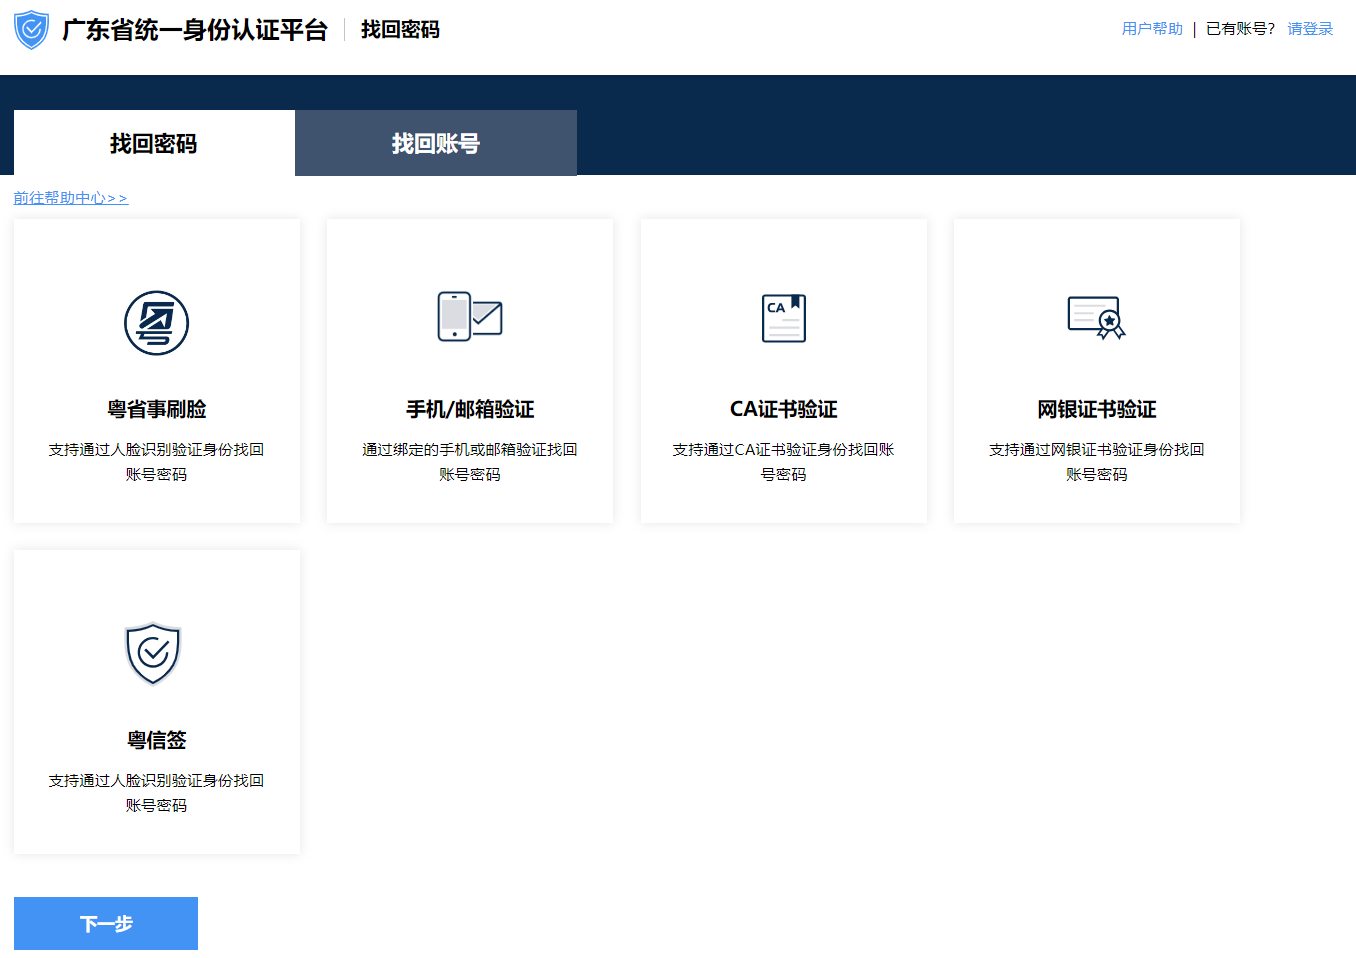 广东省统一身份认证平台 找回密码 用户帮助 | 已有账号? 请登录
找回密码 找回账号
前往帮助中心>>
粤省事刷脸
支持通过人脸识别验证身份找回
账号密码
手机/邮箱验证
通过绑定的手机或邮箱验证找回
账号密码
CA
CA证书验证
支持通过CA证书验证身份找回账
号密码
网银证书验证
支持通过网银证书验证身份找回
账号密码
粤信签
支持通过人脸识别验证身份找回
账号密码
下一步